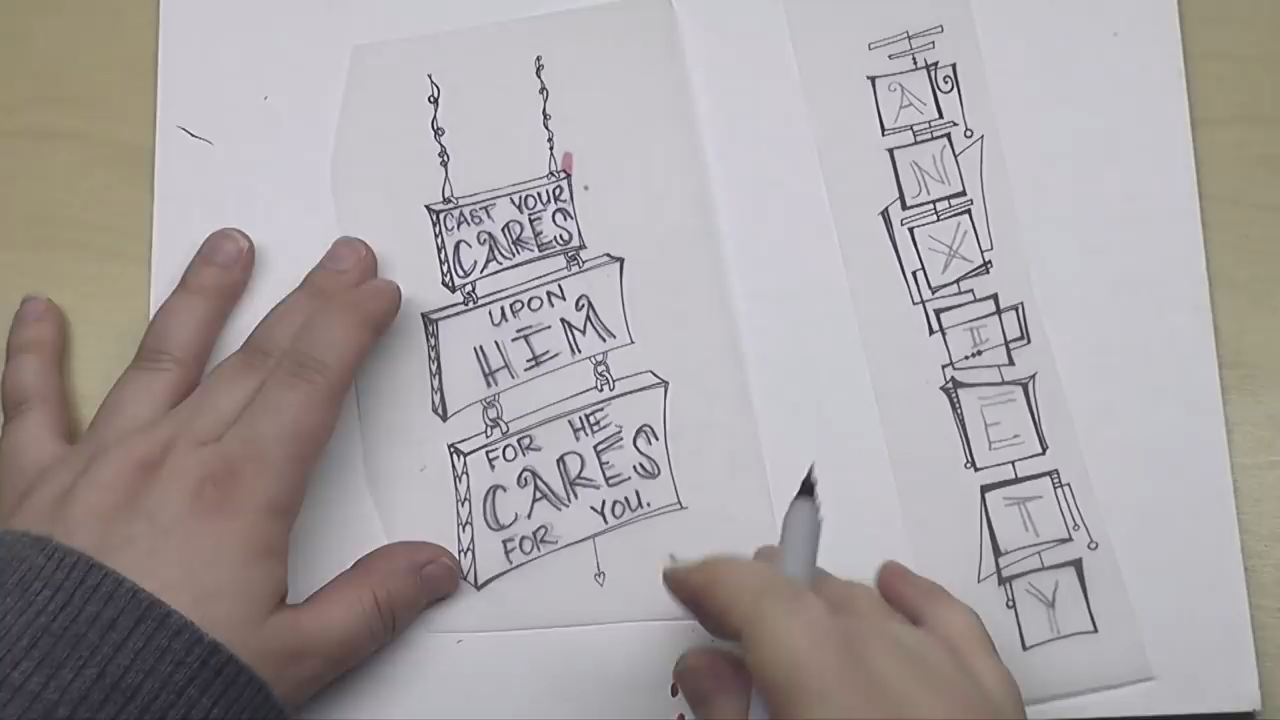 CAST YOUR
CARES
UPON
HIM
FOR HE
CARES
FOR YOU.
A
N
X
I
E
T
Y